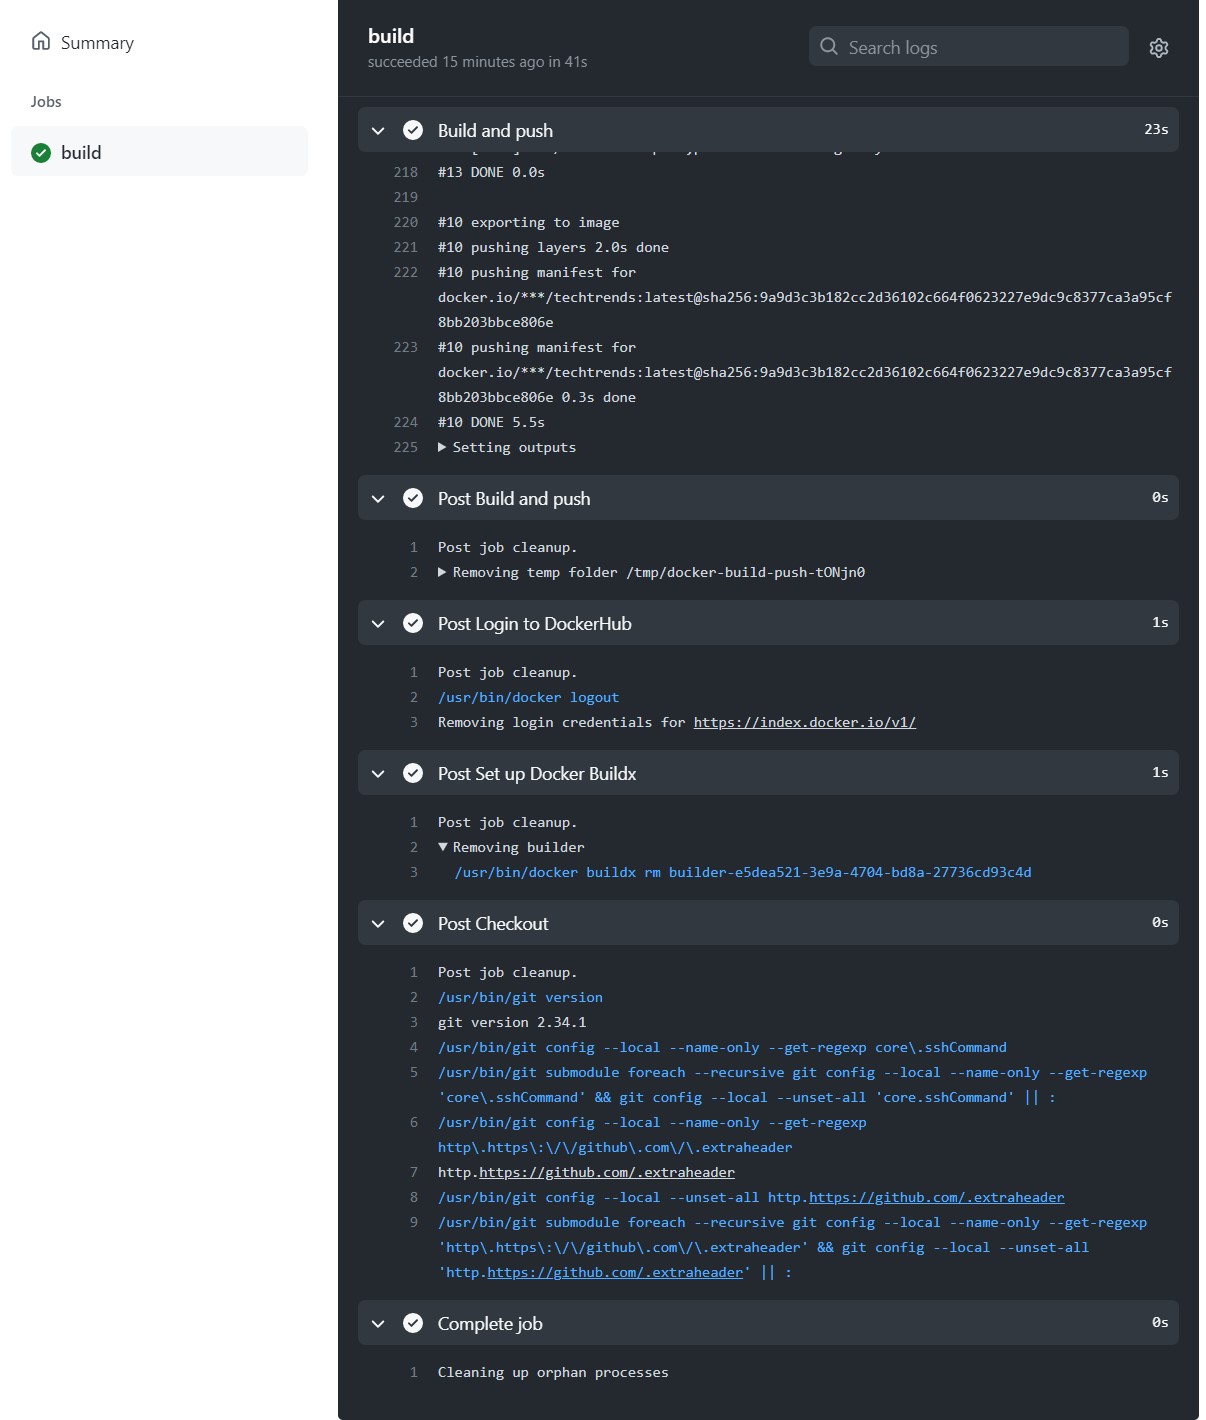 Summary
Jobs
build
build
succeeded 15 minutes ago in 41s
Search logs
Build and push 23s
218 #13 DONE 0.0s
219
220 #10 exporting to image
221 #10 pushing layers 2.0s done
222 #10 pushing manifest for
docker.io/***/techtrends:latest@sha256:9a9d3c3b182cc2d36102c664f0623227e9dc9c8377ca3a95cf
8bb203bbce806e
223 #10 pushing manifest for
docker.io/***/techtrends:latest@sha256:9a9d3c3b182cc2d36102c664f0623227e9dc9c8377ca3a95cf
8bb203bbce806e 0.3s done
224 #10 DONE 5.5s
225 ▶ Setting outputs
Post Build and push 0s
1 Post job cleanup.
2 ▶ Removing temp folder /tmp/docker-build-push-tONjn0
Post Login to DockerHub 1s
1 Post job cleanup.
2 /usr/bin/docker logout
3 Removing login credentials for https://index.docker.io/v1/
Post Set up Docker Buildx 1s
1 Post job cleanup.
2 ▼ Removing builder
3 /usr/bin/docker buildx rm builder-e5dea521-3e9a-4704-bd8a-27736cd93c4d
Post Checkout 0s
1 Post job cleanup.
2 /usr/bin/git version
3 git version 2.34.1
4 /usr/bin/git config --local --name-only --get-regexp core\.sshCommand
5 /usr/bin/git submodule foreach --recursive git config --local --name-only --get-regexp
'core\.sshCommand' && git config --local --unset-all 'core.sshCommand' || :
6 /usr/bin/git config --local --name-only --get-regexp
http\.https\:\/\/github\.com\/\.extraheader
7 http.https://github.com/.extraheader
8 /usr/bin/git config --local --unset-all http.https://github.com/.extraheader
9 /usr/bin/git submodule foreach --recursive git config --local --name-only --get-regexp
'http\.https\:\/\/github\.com\/\.extraheader' && git config --local --unset-all
'http.https://github.com/.extraheader' || :
Complete job 0s
1 Cleaning up orphan processes